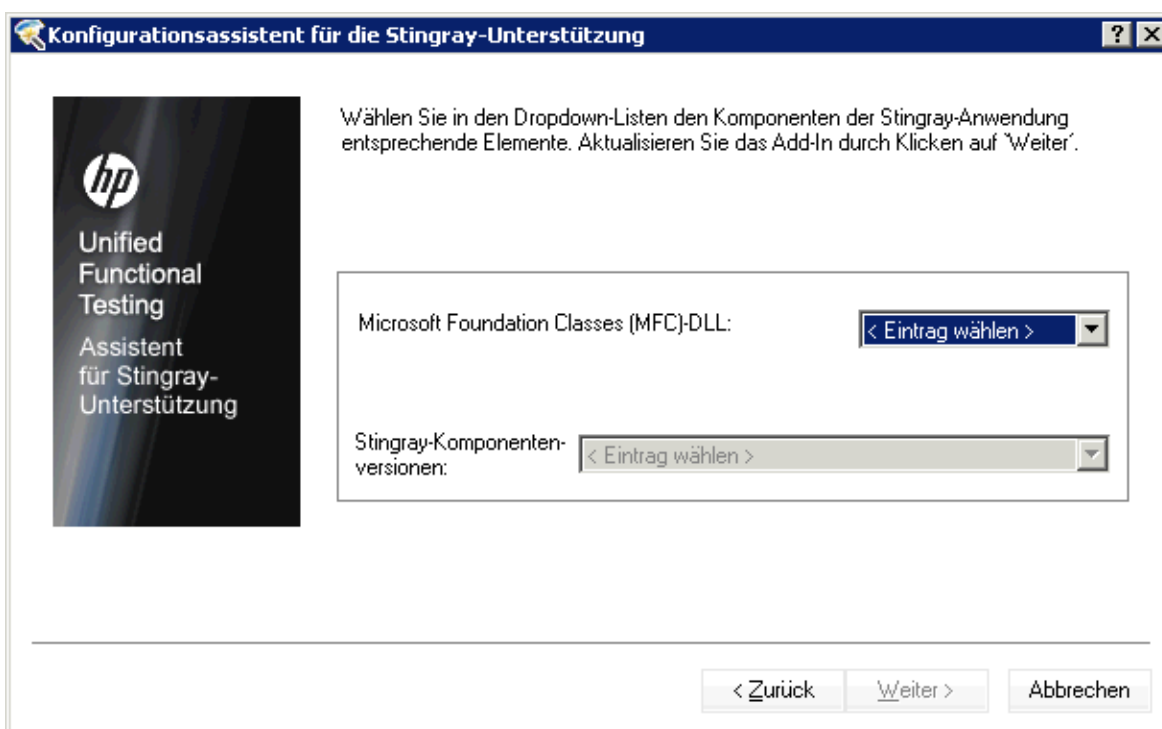 Konfigurationsassistent für die Stingray-Unterstützung
hp
Unified
Functional
Testing
Assistent
für Stingray-
Unterstützung
Wählen Sie in den Dropdown-Listen den Komponenten der Stingray-Anwendung
entsprechende Elemente. Aktualisieren Sie das Add-In durch Klicken auf `Weiter´.
Microsoft Foundation Classes (MFC)-DLL:
< Eintrag wählen >
Stingray-Komponenten-
versionen:
< Eintrag wählen >
< Zurück
Weiter >
Abbrechen